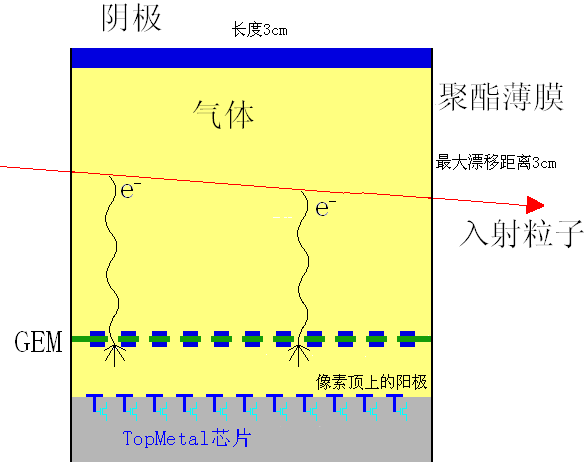 阴极
长度3cm
聚酯薄膜
气体
最大漂移距离3cm
e-
e-
入射粒子
GEM
像素顶上的阳极
TopMetal芯片